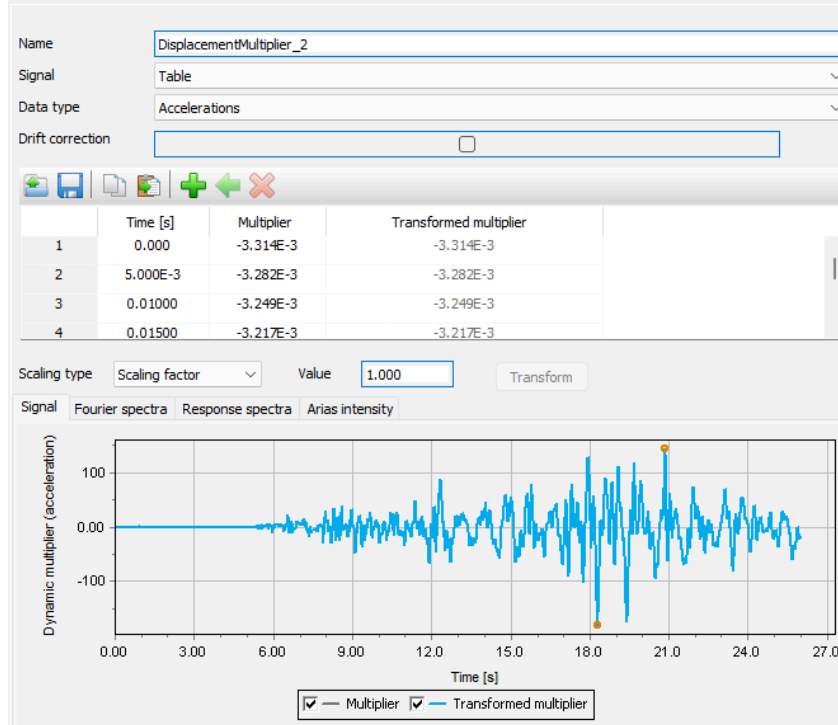 Name DisplacementMultiplier_2
Signal Table
Data type Accelerations
Drift correction
Time [s] Multiplier Transformed multiplier
1 0.000 -3.314E-3 -3.314E-3
2 5.000E-3 -3.282E-3 -3.282E-3
3 0.01000 -3.249E-3 -3.249E-3
4 0.01500 -3.217E-3 -3.217E-3
Scaling type Scaling factor Value 1.000 Transform
Signal Fourier spectra Response spectra Arias intensity
Dynamic multiplier (acceleration)
100
0.00
-100
0.00 3.00 6.00 9.00 12.0 15.0 18.0 21.0 24.0 27.0
Time [s]
Multiplier Transformed multiplier